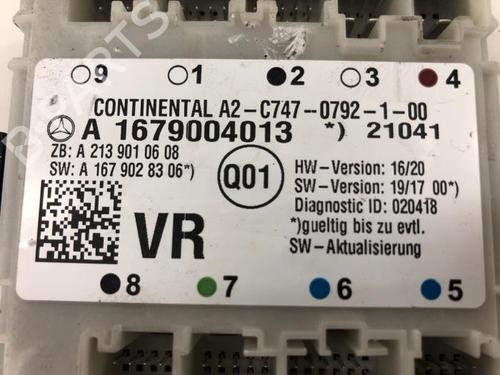 9 1 2 3 4
CONTINENTAL A2-C747-0792-1-00
A 1679004013 *) 21041
ZB: A 213 901 06 08
SW: A 167 902 83 06*)
Q01
HW-Version: 16/20
SW-Version: 19/17 00*)
Diagnostic ID: 020418
*)gueltig bis zu evtl.
SW-Aktualisierung
VR
8 7 6 5